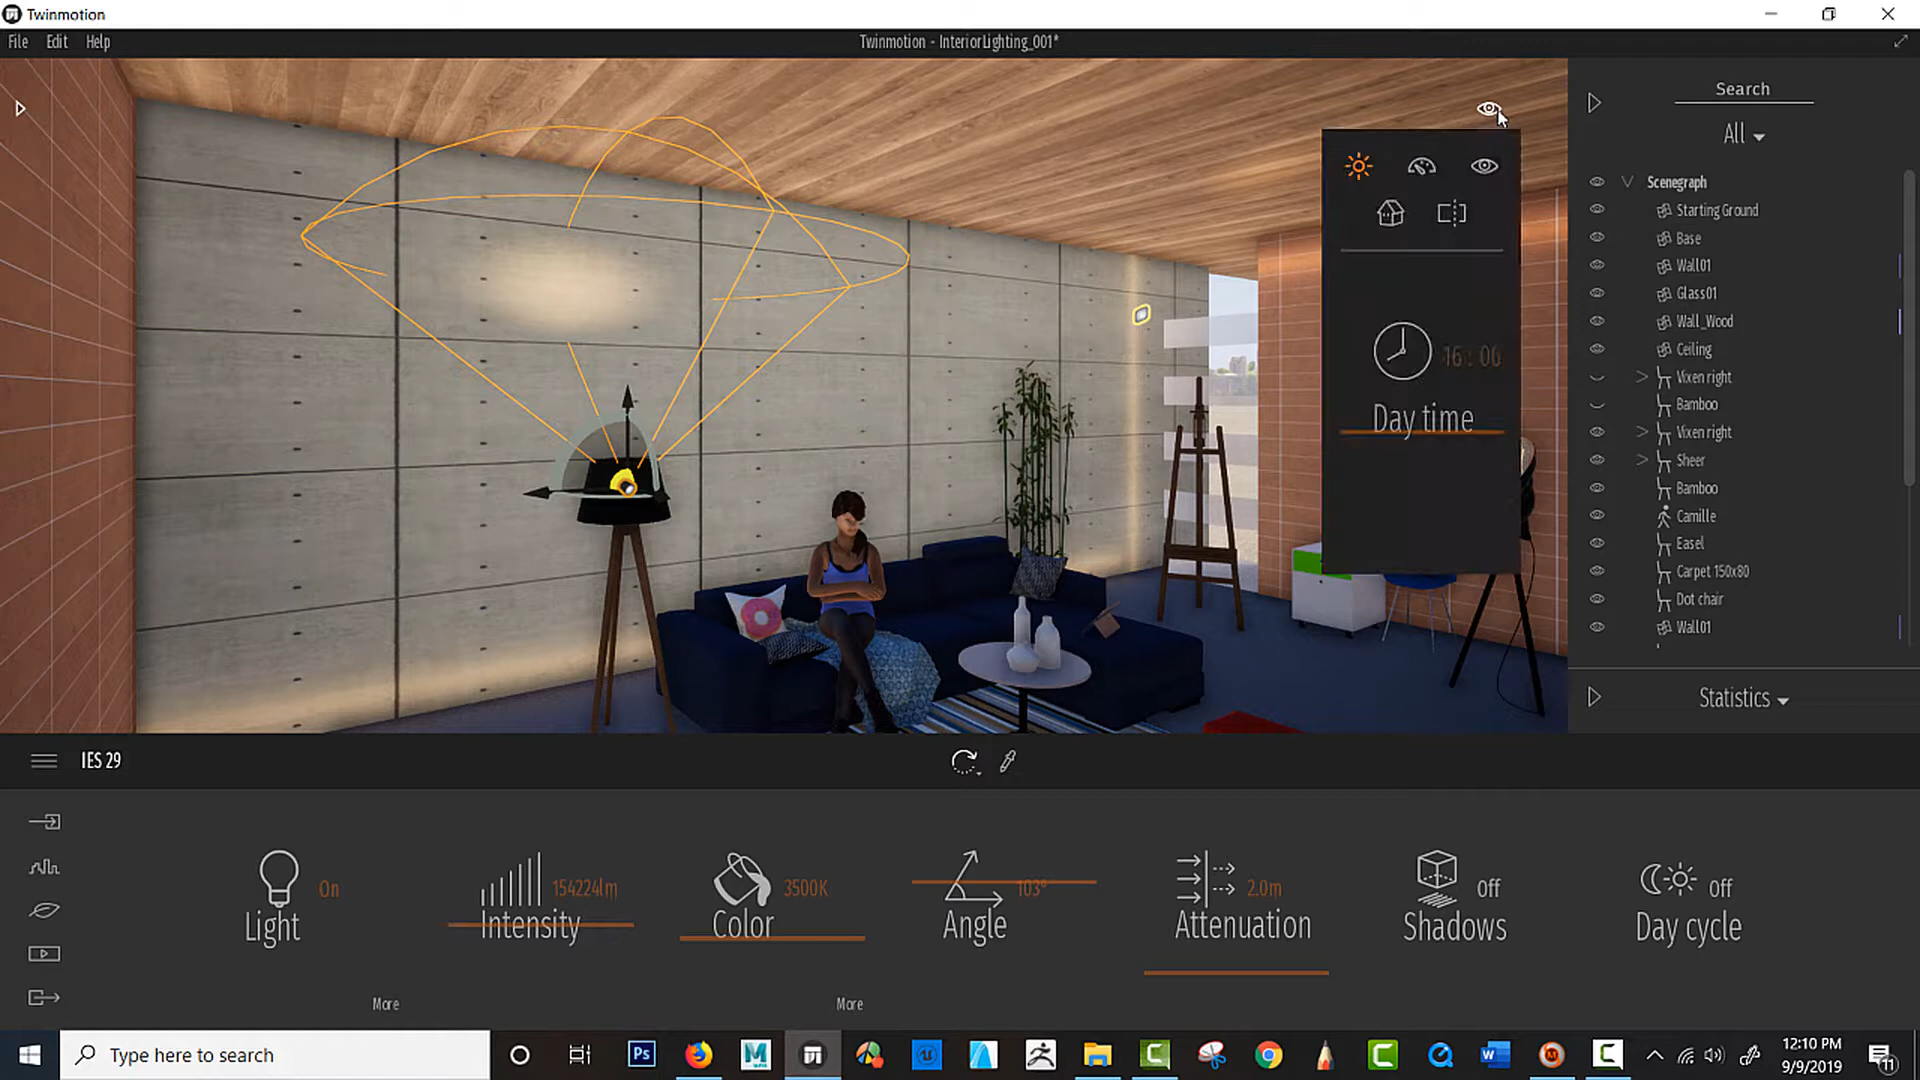 Twinmotion
File Edit Help
Twinmotion - InteriorLighting_001*
Search
All
Scenegraph
Starting Ground
Base
Wall01
Glass01
Wall_Wood
Ceiling
Vixen right
Bamboo
Vixen right
Sheer
Bamboo
Camille
Easel
Carpet 150x80
Dot chair
Wall01
Statistics
16 : 06
Day time
IES 29
Light On
Intensity 154224lm
Color 3500K
Angle 103°
Attenuation 2.0m
Shadows Off
Day cycle Off
More
More
Type here to search
Ps
M
12:10 PM
9/9/2019
11